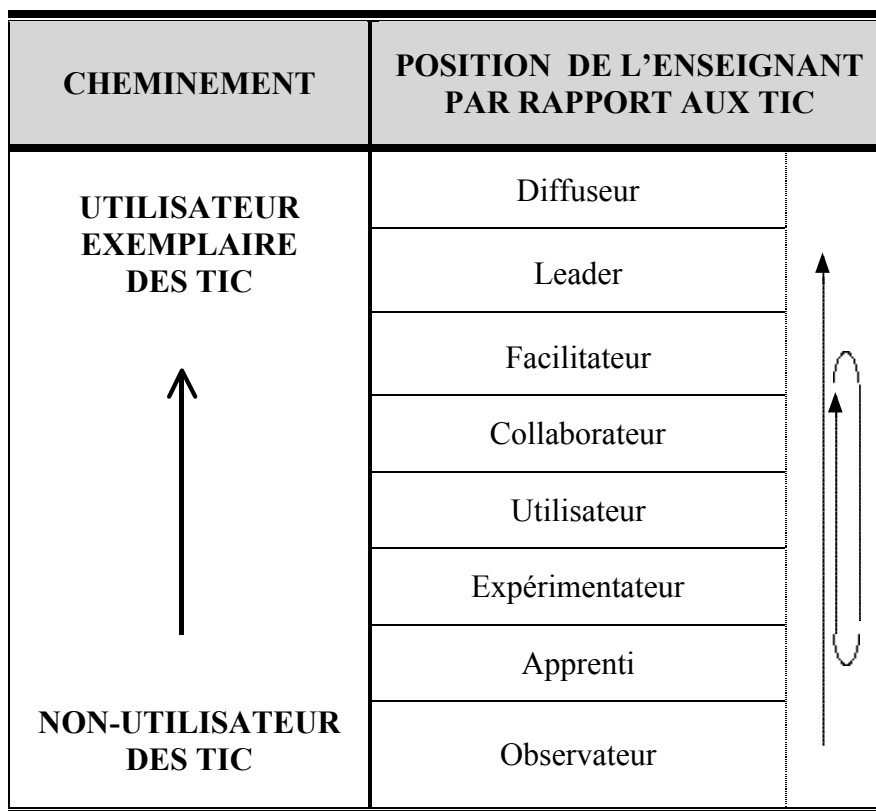 CHEMINEMENT
POSITION DE L'ENSEIGNANT
PAR RAPPORT AUX TIC
UTILISATEUR
EXEMPLAIRE
DES TIC
Diffuseur
Leader
Facilitateur
Collaborateur
Utilisateur
Expérimentateur
Apprenti
NON-UTILISATEUR
DES TIC
Observateur